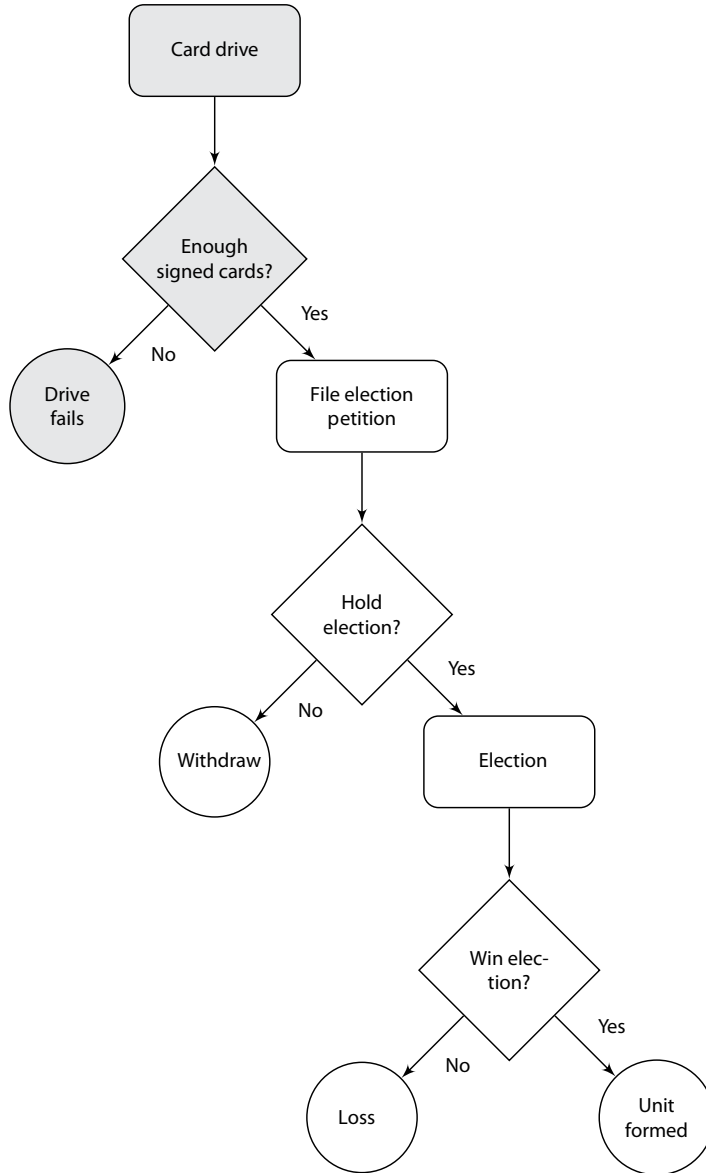 Card drive
Enough
signed cards?
Yes
No
Drive
fails
File election
petition
Hold
election?
Yes
No
Withdraw
Election
Win elec-
tion?
Yes
No
Loss
Unit
formed